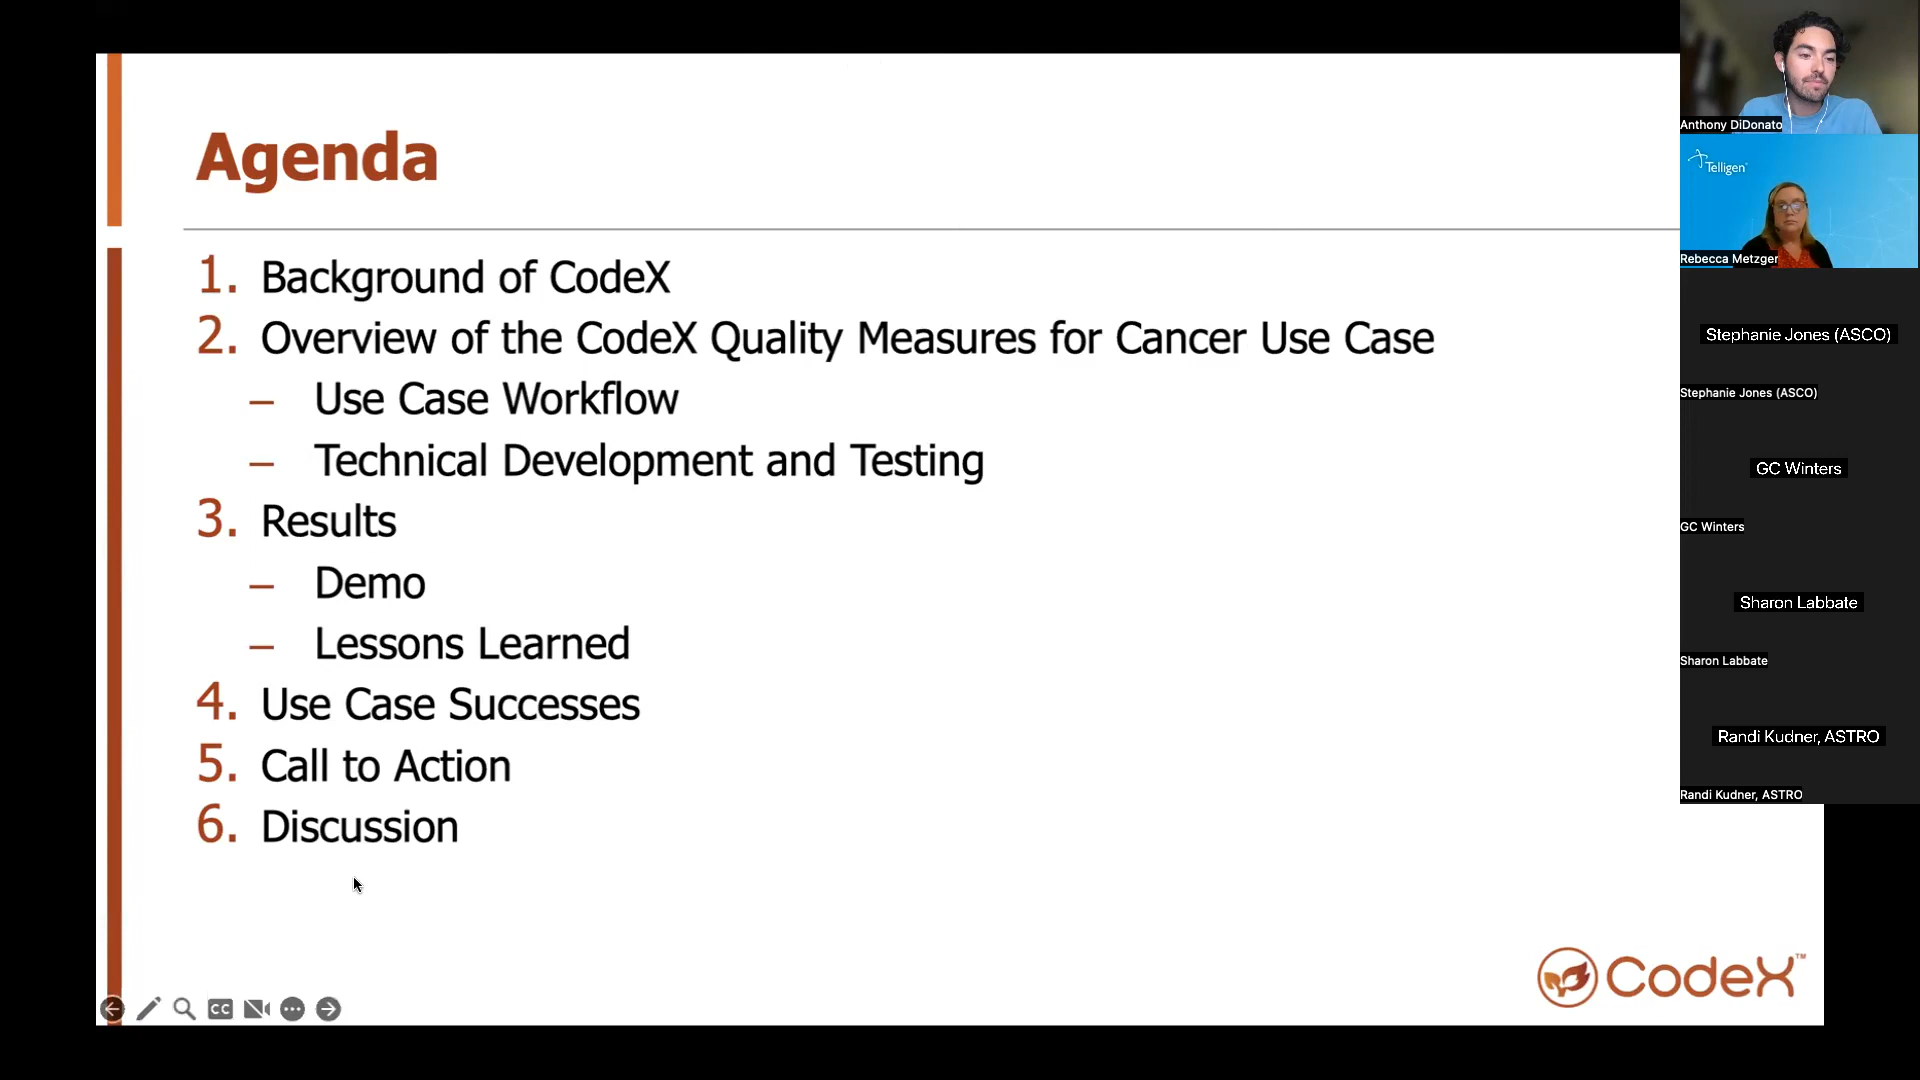 Agenda
1. Background of CodeX
2. Overview of the CodeX Quality Measures for Cancer Use Case
– Use Case Workflow
– Technical Development and Testing
3. Results
– Demo
– Lessons Learned
4. Use Case Successes
5. Call to Action
6. Discussion
CC
CodeX™
Anthony DiDonato
Telligen
Rebecca Metzger
Stephanie Jones (ASCO)
Stephanie Jones (ASCO)
GC Winters
GC Winters
Sharon Labbate
Sharon Labbate
Randi Kudner, ASTRO
Randi Kudner, ASTRO